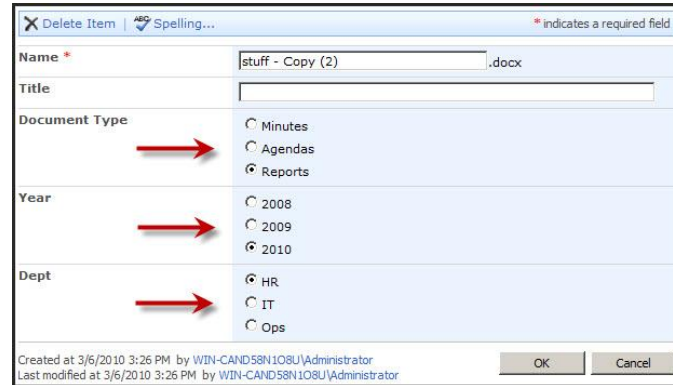 Delete Item | ABC Spelling... * indicates a required field
Name * stuff - Copy (2) .docx
Title
Document Type
Minutes
Agendas
Reports
Year
2008
2009
2010
Dept
HR
IT
Ops
Created at 3/6/2010 3:26 PM by WIN-CAND58N1O8U\Administrator
Last modified at 3/6/2010 3:26 PM by WIN-CAND58N1O8U\Administrator
OK Cancel